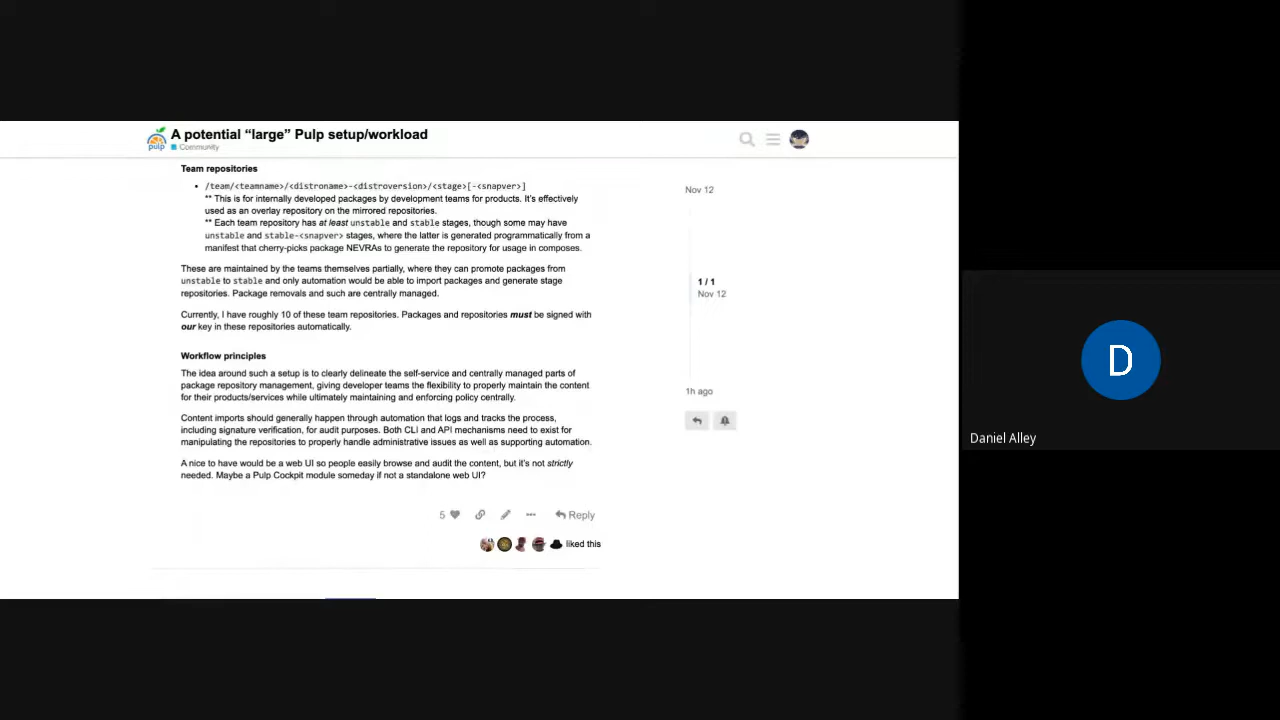 A potential “large” Pulp setup/workload
pulp
Community
Team repositories
• /team/<teamname>/<distroname>-<distroversion>/<stage>[-<snapver>]
** This is for internally developed packages by development teams for products. It’s effectively
used as an overlay repository on the mirrored repositories.
** Each team repository has at least unstable and stable stages, though some may have
unstable and stable-<snapver> stages, where the latter is generated programmatically from a
manifest that cherry-picks package NEVRAs to generate the repository for usage in composes.
These are maintained by the teams themselves partially, where they can promote packages from
unstable to stable and only automation would be able to import packages and generate stage
repositories. Package removals and such are centrally managed.
Currently, I have roughly 10 of these team repositories. Packages and repositories must be signed with
our key in these repositories automatically.
Workflow principles
The idea around such a setup is to clearly delineate the self-service and centrally managed parts of
package repository management, giving developer teams the flexibility to properly maintain the content
for their products/services while ultimately maintaining and enforcing policy centrally.
Content imports should generally happen through automation that logs and tracks the process,
including signature verification, for audit purposes. Both CLI and API mechanisms need to exist for
manipulating the repositories to properly handle administrative issues as well as supporting automation.
A nice to have would be a web UI so people easily browse and audit the content, but it’s not strictly
needed. Maybe a Pulp Cockpit module someday if not a standalone web UI?
5
Reply
liked this
Nov 12
1 / 1
Nov 12
1h ago
D
Daniel Alley